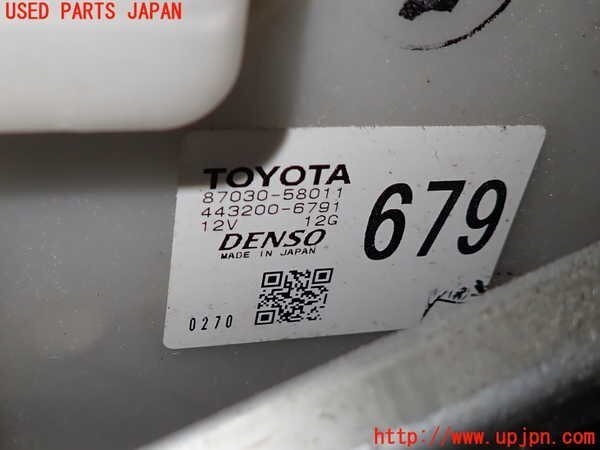 USED PARTS JAPAN
TOYOTA
87030-58011
443200-6791
12V 12G
DENSO
MADE IN JAPAN
679
0270
http://www.upjpn.com/